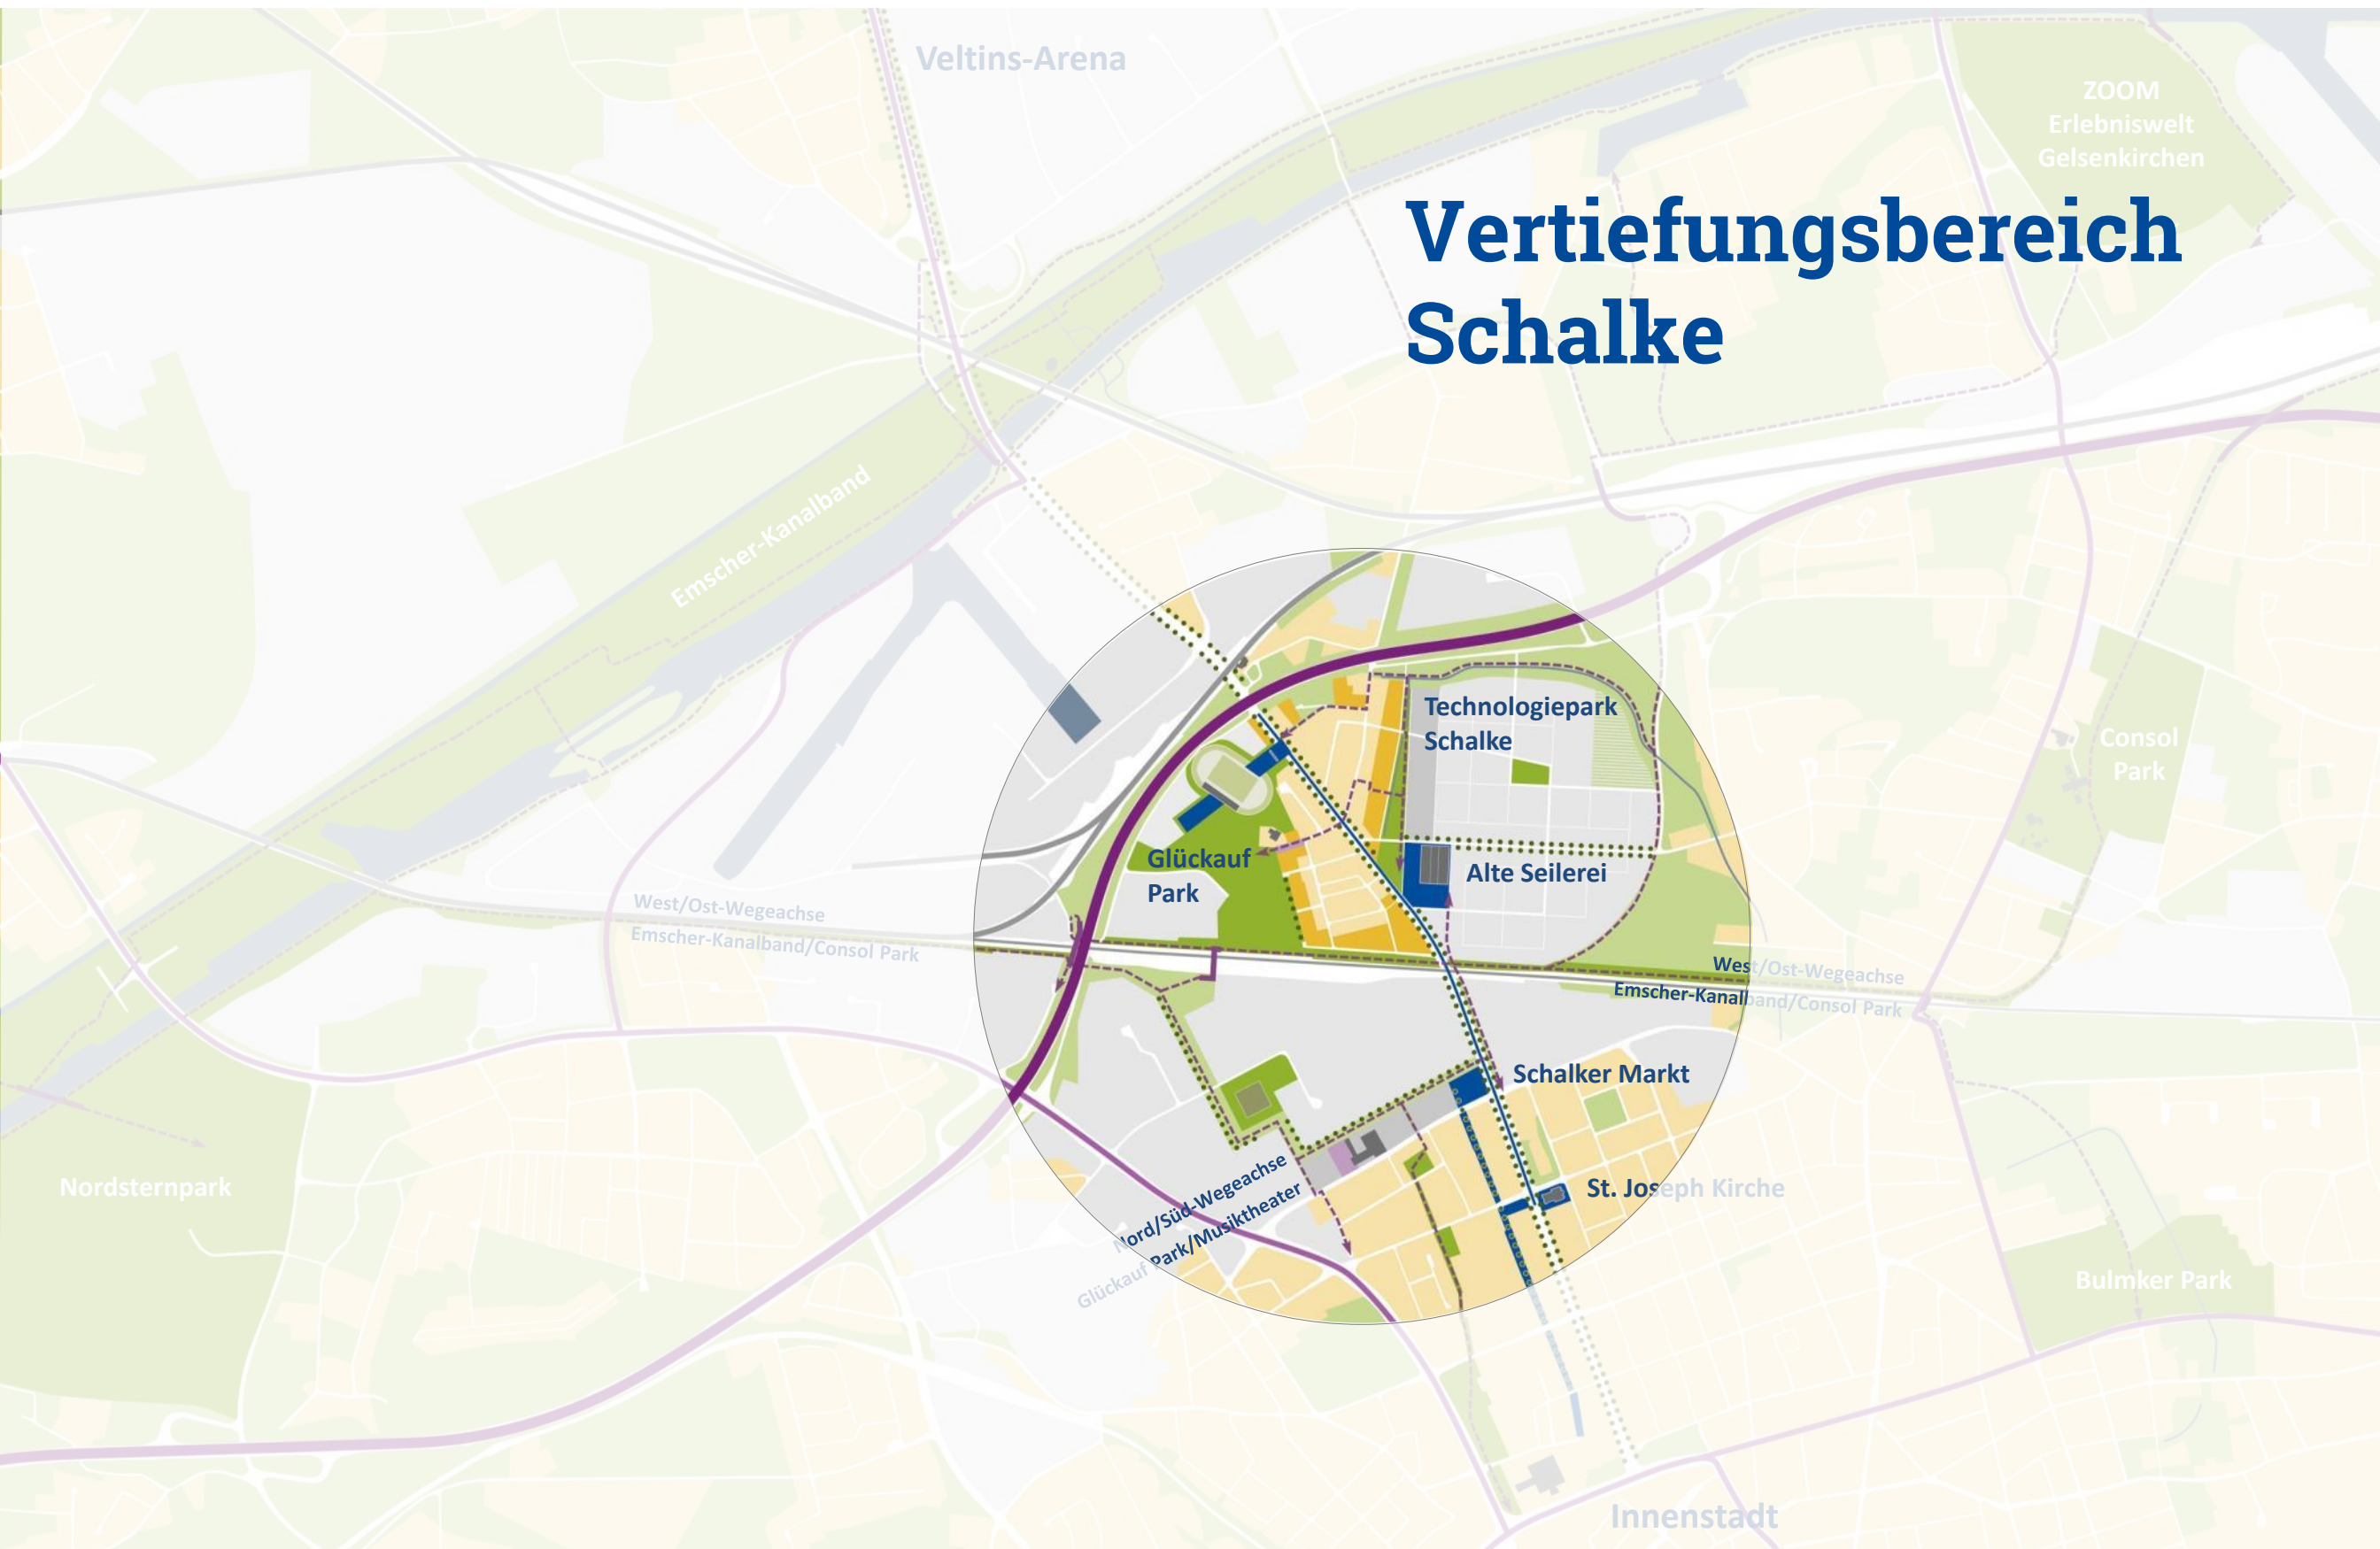 Veltins-Arena
ZOOM
Erlebniswelt
Gelsenkirchen
Vertiefungsbereich
Schalke
Emscher-Kanalband
Technologiepark
Schalke
Consol
Park
Glückauf
Park
Alte Seilerei
West/Ost-Wegeachse
Emscher-Kanalband/Consol Park
West/Ost-Wegeachse
Emscher-Kanalband/Consol Park
Schalker Markt
Nordsternpark
Nord/Süd-Wegeachse
Glückauf Park/Musiktheater
St. Joseph Kirche
Bulmker Park
Innenstadt